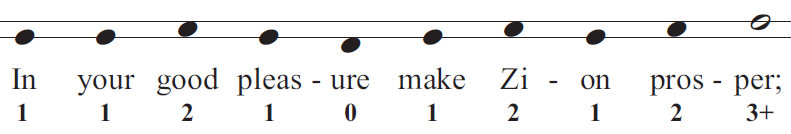 In your good pleas - ure make Zi - on pros - per;
1 1 2 1 0 1 2 1 2 3+